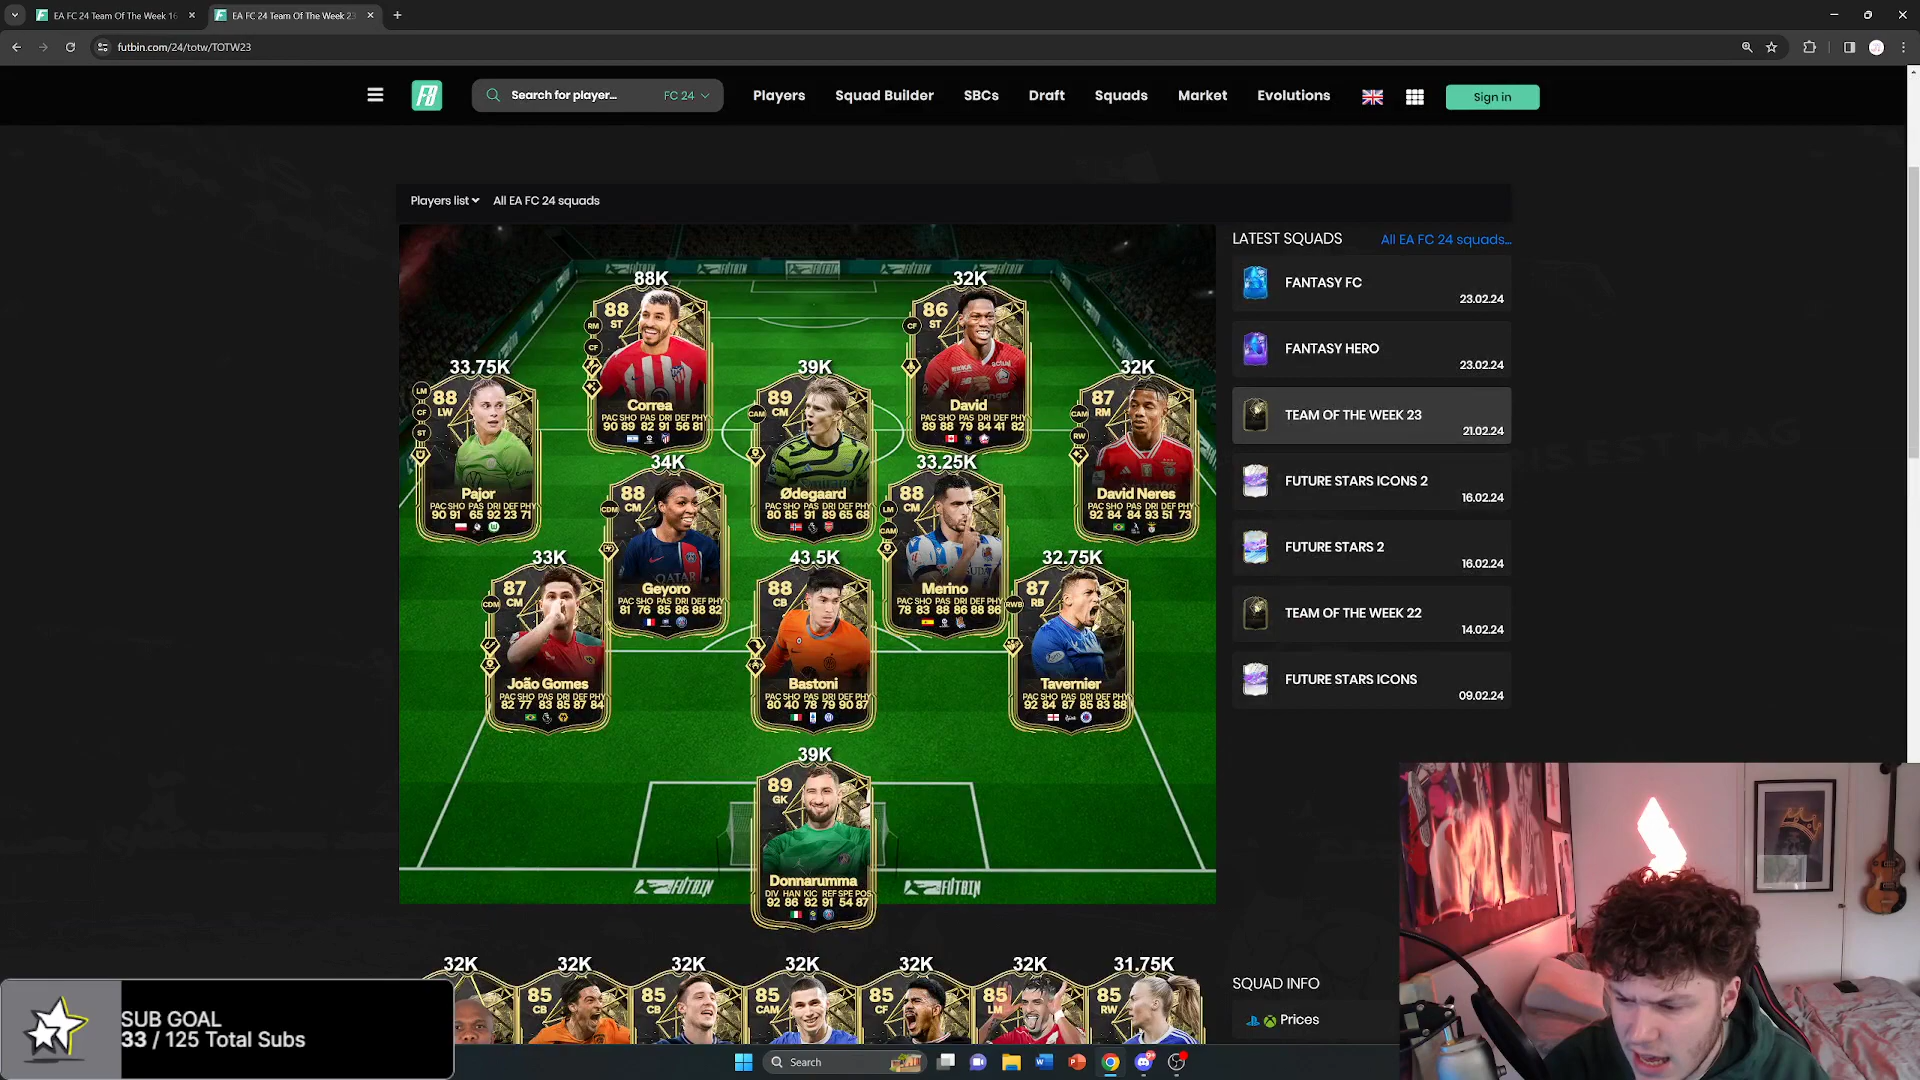 EA FC 24 Team Of The Week 16
EA FC 24 Team Of The Week 23
futbin.com/24/totw/TOTW23
Search for player... FC 24
Players Squad Builder SBCs Draft Squads Market Evolutions Sign in
Players list All EA FC 24 squads
88K
88 ST
RM
CF
Correa
PAC SHO PAS DRI DEF PHY
90 89 82 91 56 81
32K
86 ST
CF
David
PAC SHO PAS DRI DEF PHY
89 88 79 84 41 82
33.75K
88 LW
LM
CF
ST
Pajor
PAC SHO PAS DRI DEF PHY
90 91 65 92 23 71
39K
89 CM
CAM
Ødegaard
PAC SHO PAS DRI DEF PHY
80 85 91 89 65 68
32K
87 RM
CAM
RW
David Neres
PAC SHO PAS DRI DEF PHY
92 84 84 93 51 73
34K
88 CM
CDM
Geyoro
PAC SHO PAS DRI DEF PHY
81 76 85 86 88 82
33.25K
88 CM
LM
CAM
Merino
PAC SHO PAS DRI DEF PHY
78 83 88 86 88 86
33K
87 CM
CDM
João Gomes
PAC SHO PAS DRI DEF PHY
82 77 83 85 87 84
43.5K
88 CB
Bastoni
PAC SHO PAS DRI DEF PHY
80 40 78 79 90 87
32.75K
87 RB
RWB
Tavernier
PAC SHO PAS DRI DEF PHY
92 84 87 85 83 88
39K
89 GK
Donnarumma
DIV HAN KIC REF SPE POS
92 86 82 91 54 87
FUTBIN FUTBIN
32K 32K 32K 32K 32K 32K 31.75K
85 CB
85 CB
85 CAM
85 CF
85 LM
85 RW
LATEST SQUADS All EA FC 24 squads...
FANTASY FC
23.02.24
FANTASY HERO
23.02.24
TEAM OF THE WEEK 23
21.02.24
FUTURE STARS ICONS 2
16.02.24
FUTURE STARS 2
16.02.24
TEAM OF THE WEEK 22
14.02.24
FUTURE STARS ICONS
09.02.24
SQUAD INFO
Prices
SUB GOAL
33 / 125 Total Subs
Search